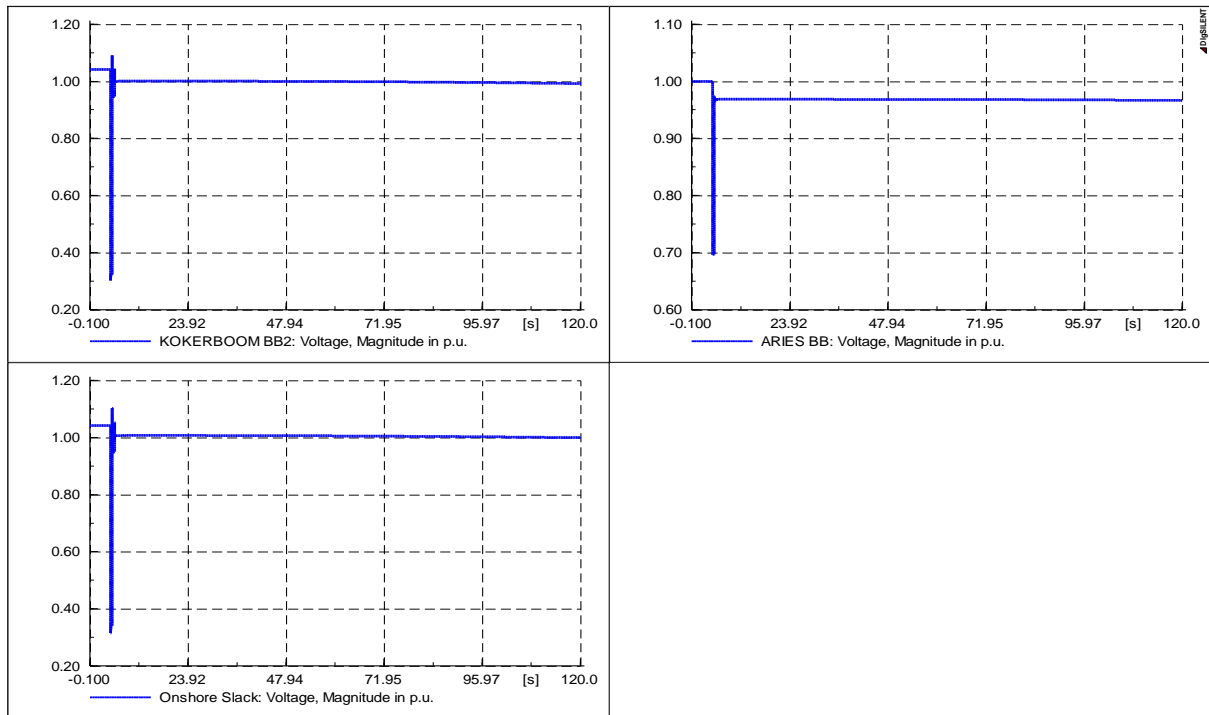 1.20
1.00
0.80
0.60
0.40
0.20
-0.100 23.92 47.94 71.95 95.97 [s] 120.0
KOKERBOOM BB2: Voltage, Magnitude in p.u.
1.10
1.00
0.90
0.80
0.70
0.60
-0.100 23.92 47.94 71.95 95.97 [s] 120.0
ARIES BB: Voltage, Magnitude in p.u.
DIgSILENT
1.20
1.00
0.80
0.60
0.40
0.20
-0.100 23.92 47.94 71.95 95.97 [s] 120.0
Onshore Slack: Voltage, Magnitude in p.u.